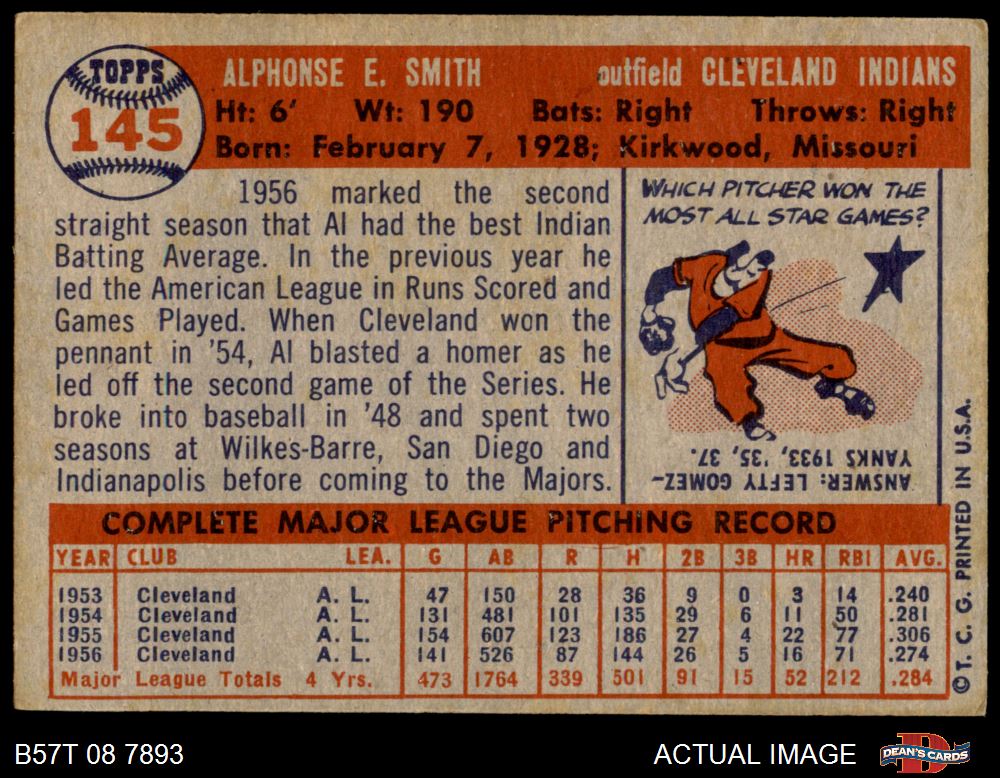 TOPPS
145
ALPHONSE E. SMITH
outfield CLEVELAND INDIANS
Ht: 6' Wt: 190 Bats: Right Throws: Right
Born: February 7, 1928; Kirkwood, Missouri
1956 marked the second
straight season that Al had the best Indian
Batting Average. In the previous year he
led the American League in Runs Scored and
Games Played. When Cleveland won the
pennant in '54, Al blasted a homer as he
led off the second game of the Series. He
broke into baseball in '48 and spent two
seasons at Wilkes-Barre, San Diego and
Indianapolis before coming to the Majors.
WHICH PITCHER WON THE
MOST ALL STAR GAMES?
ANSWER: LEFTY GOMEZ-
YANKS 1933, '35, '37.
COMPLETE MAJOR LEAGUE PITCHING RECORD
YEAR CLUB LEA. G AB R H 2B 3B HR RBI AVG.
1953 Cleveland A. L. 47 150 28 36 9 0 3 14 .240
1954 Cleveland A. L. 131 481 101 135 29 6 11 50 .281
1955 Cleveland A. L. 154 607 123 186 27 4 22 77 .306
1956 Cleveland A. L. 141 526 87 144 26 5 16 71 .274
Major League Totals 4 Yrs. 473 1764 339 501 91 15 52 212 .284
© T. C. G. PRINTED IN U.S.A.
B57T 08 7893
ACTUAL IMAGE
DEAN'S CARDS